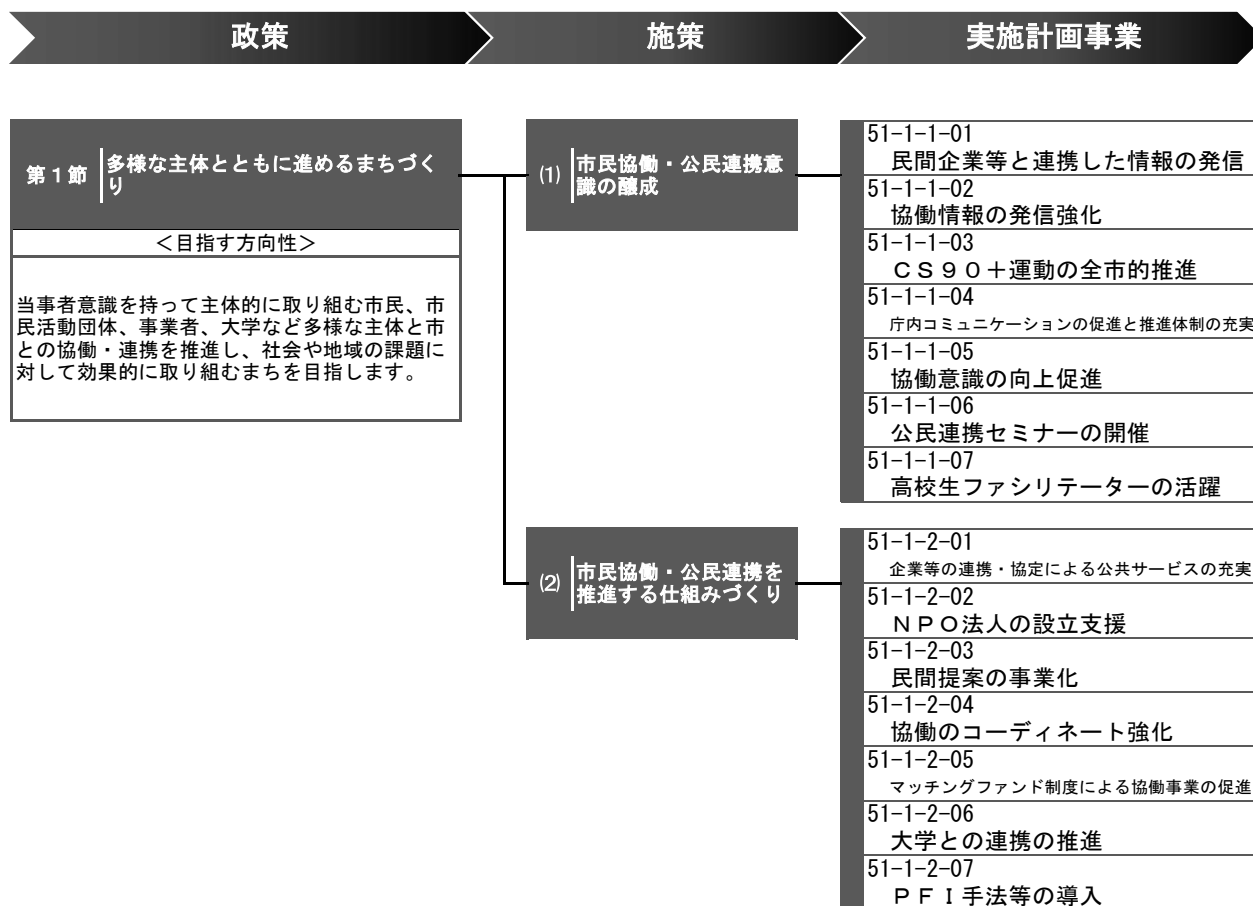 政策
施策
実施計画事業
第1節
多様な主体とともに進めるまちづく
り
＜目指す方向性＞
当事者意識を持って主体的に取り組む市民、市
民活動団体、事業者、大学など多様な主体と市
との協働・連携を推進し、社会や地域の課題に
対して効果的に取り組むまちを目指します。
⑴
市民協働・公民連携意
識の醸成
51-1-1-01
民間企業等と連携した情報の発信
51-1-1-02
協働情報の発信強化
51-1-1-03
ＣＳ９０＋運動の全市的推進
51-1-1-04
庁内コミュニケーションの促進と推進体制の充実
51-1-1-05
協働意識の向上促進
51-1-1-06
公民連携セミナーの開催
51-1-1-07
高校生ファシリテーターの活躍
⑵
市民協働・公民連携を
推進する仕組みづくり
51-1-2-01
企業等の連携・協定による公共サービスの充実
51-1-2-02
ＮＰＯ法人の設立支援
51-1-2-03
民間提案の事業化
51-1-2-04
協働のコーディネート強化
51-1-2-05
マッチングファンド制度による協働事業の促進
51-1-2-06
大学との連携の推進
51-1-2-07
ＰＦＩ手法等の導入